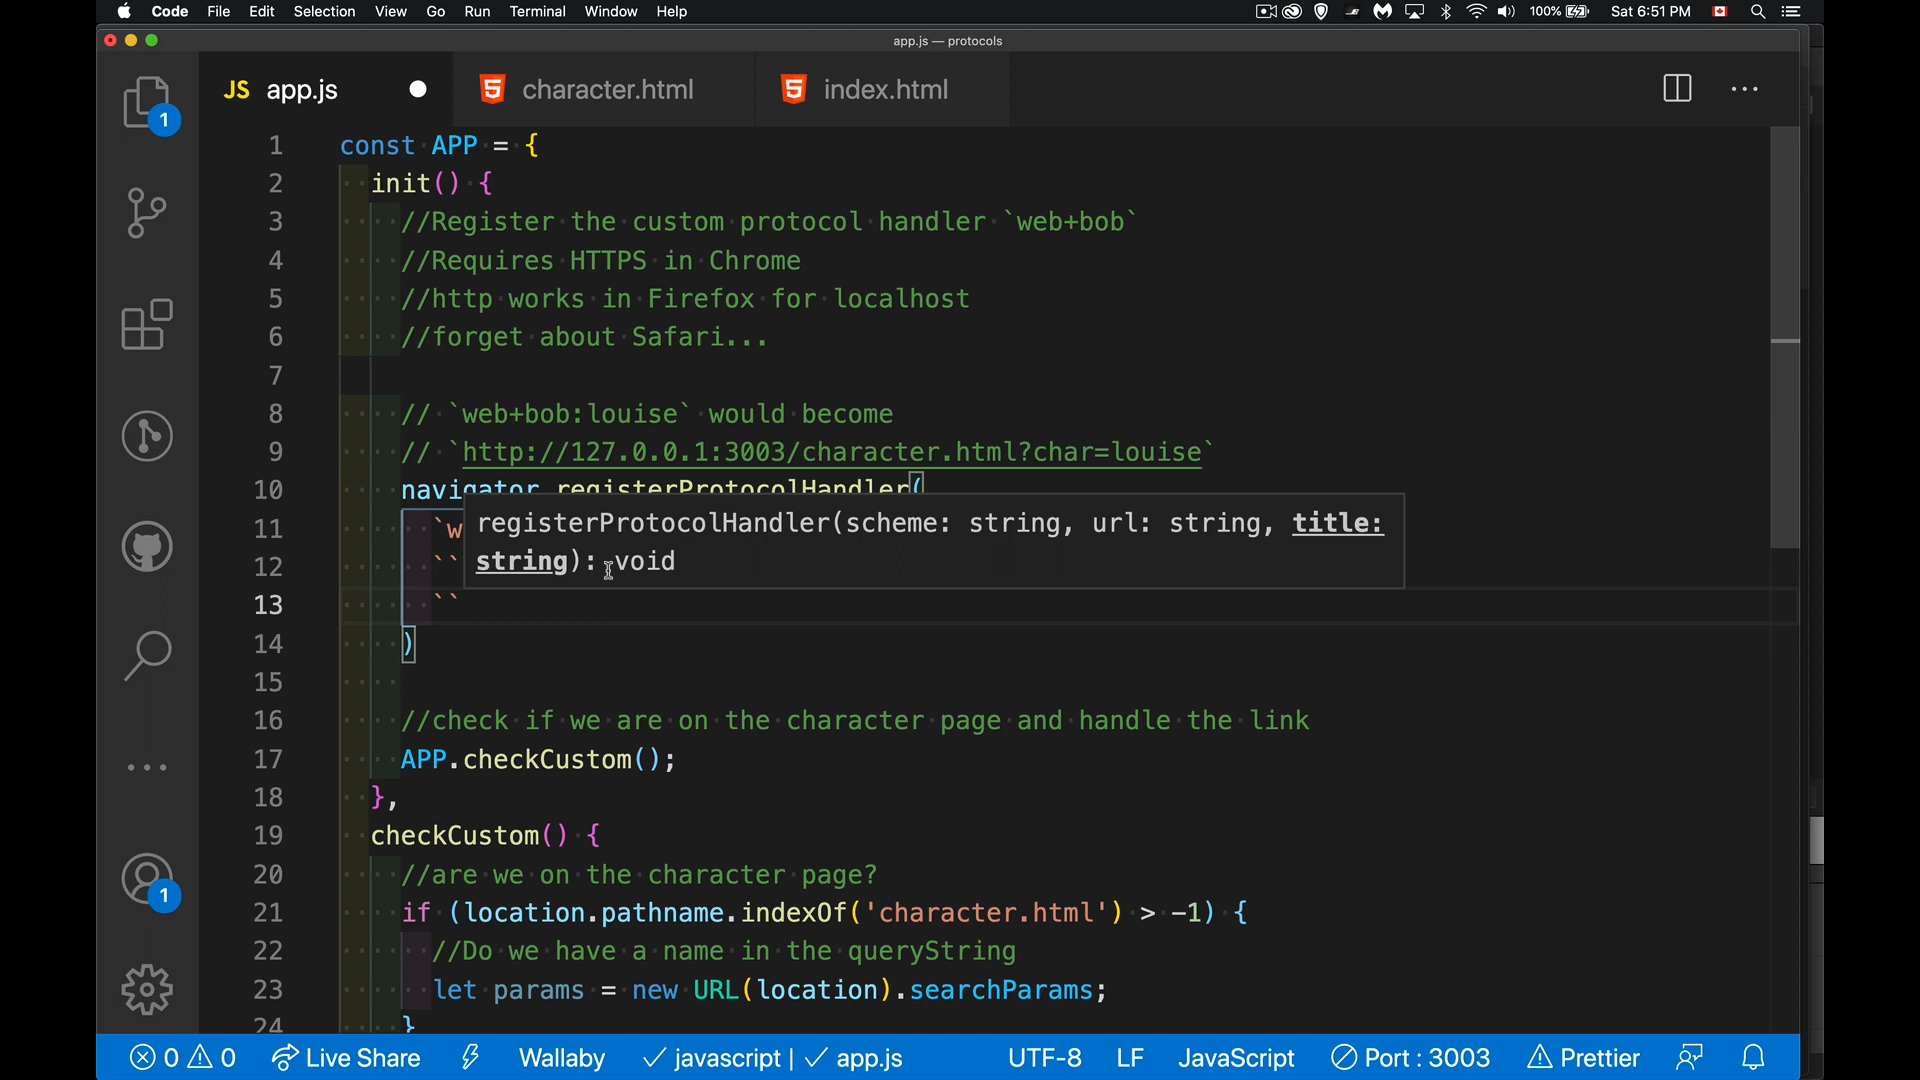 Code File Edit Selection View Go Run Terminal Window Help 100% Sat 6:51 PM
app.js — protocols
JS app.js character.html index.html
1 const APP = {
2 init() {
3 //Register the custom protocol handler `web+bob`
4 //Requires HTTPS in Chrome
5 //http works in Firefox for localhost
6 //forget about Safari...
7
8 // `web+bob:louise` would become
9 // `http://127.0.0.1:3003/character.html?char=louise`
10 navigator.registerProtocolHandler(
11 `w
registerProtocolHandler(scheme: string, url: string, title:
12 ``
string): void
13 ``
14 )
15
16 //check if we are on the character page and handle the link
17 APP.checkCustom();
18 },
19 checkCustom() {
20 //are we on the character page?
21 if (location.pathname.indexOf('character.html') > -1) {
22 //Do we have a name in the queryString
23 let params = new URL(location).searchParams;
24 }
1
1
0 0 Live Share Wallaby javascript | app.js UTF-8 LF JavaScript Port : 3003 Prettier